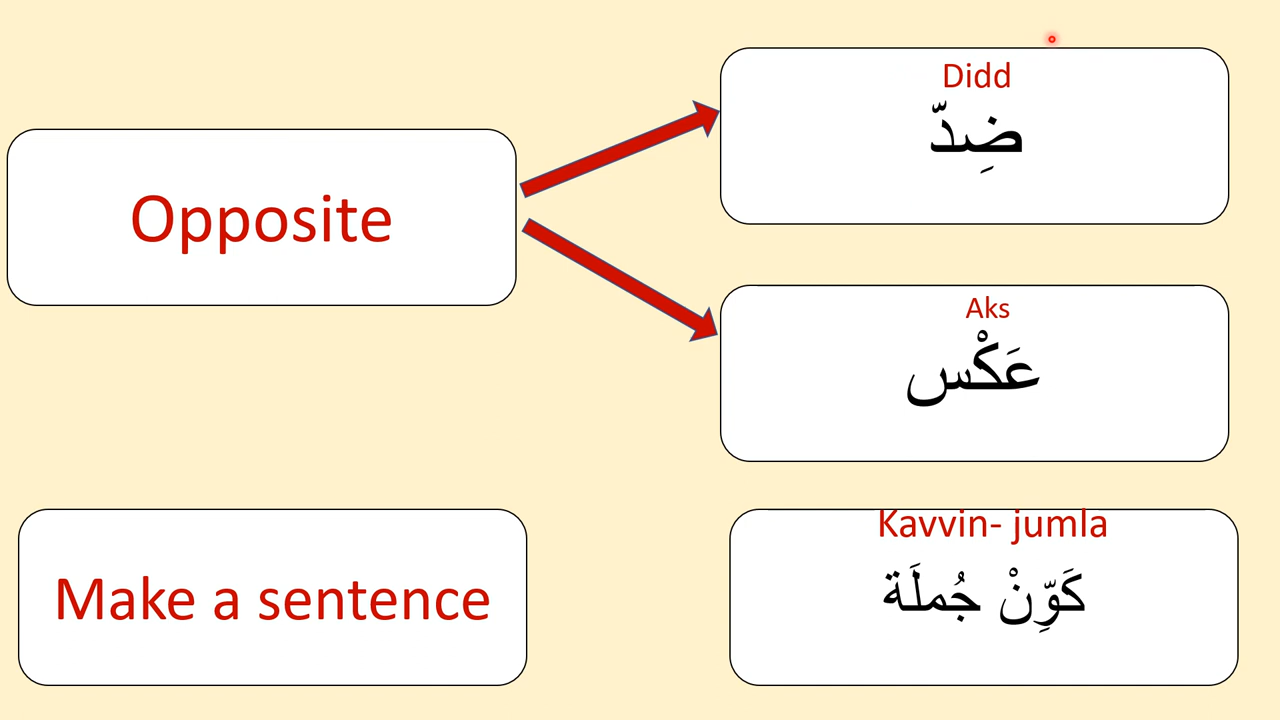 Opposite
Didd
ضِدّ
Aks
عَكْس
Make a sentence
Kavvin- jumla
كَوِّنْ جُملَة